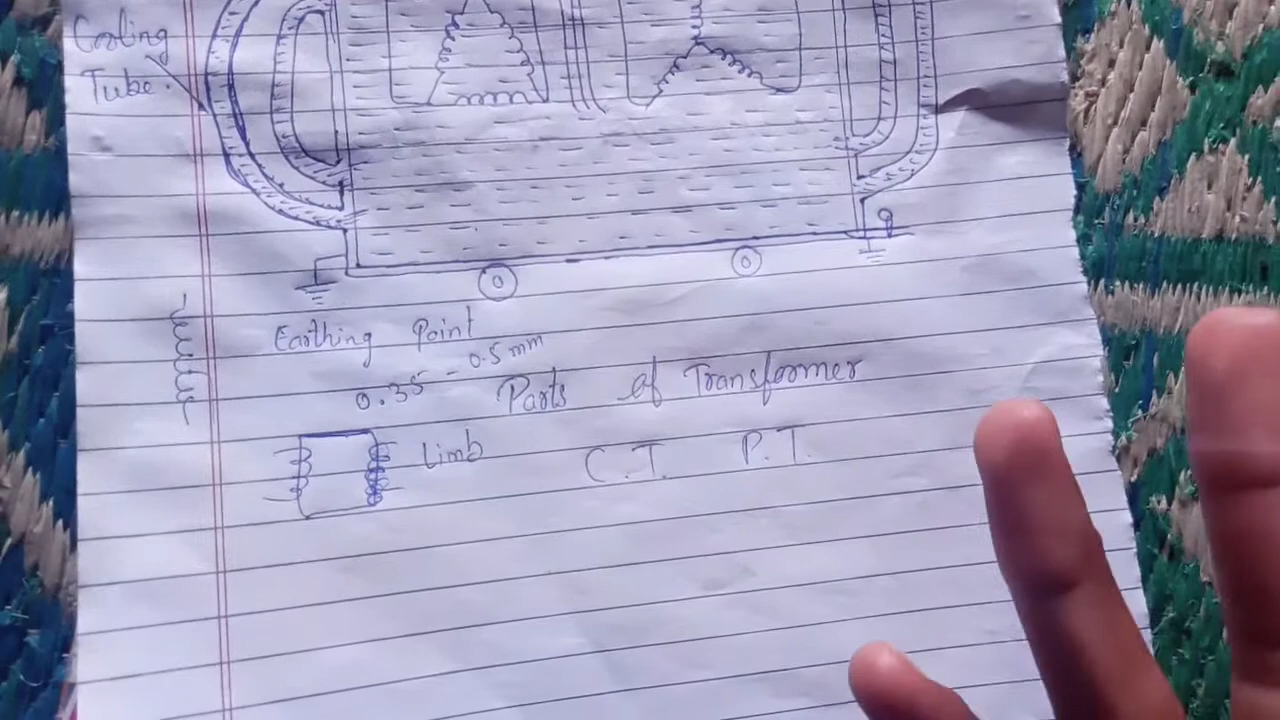 Cooling
Tube.
Earthing Point
0.35 - 0.5 mm
Parts of Transformer
Limb
C.T. P.T.